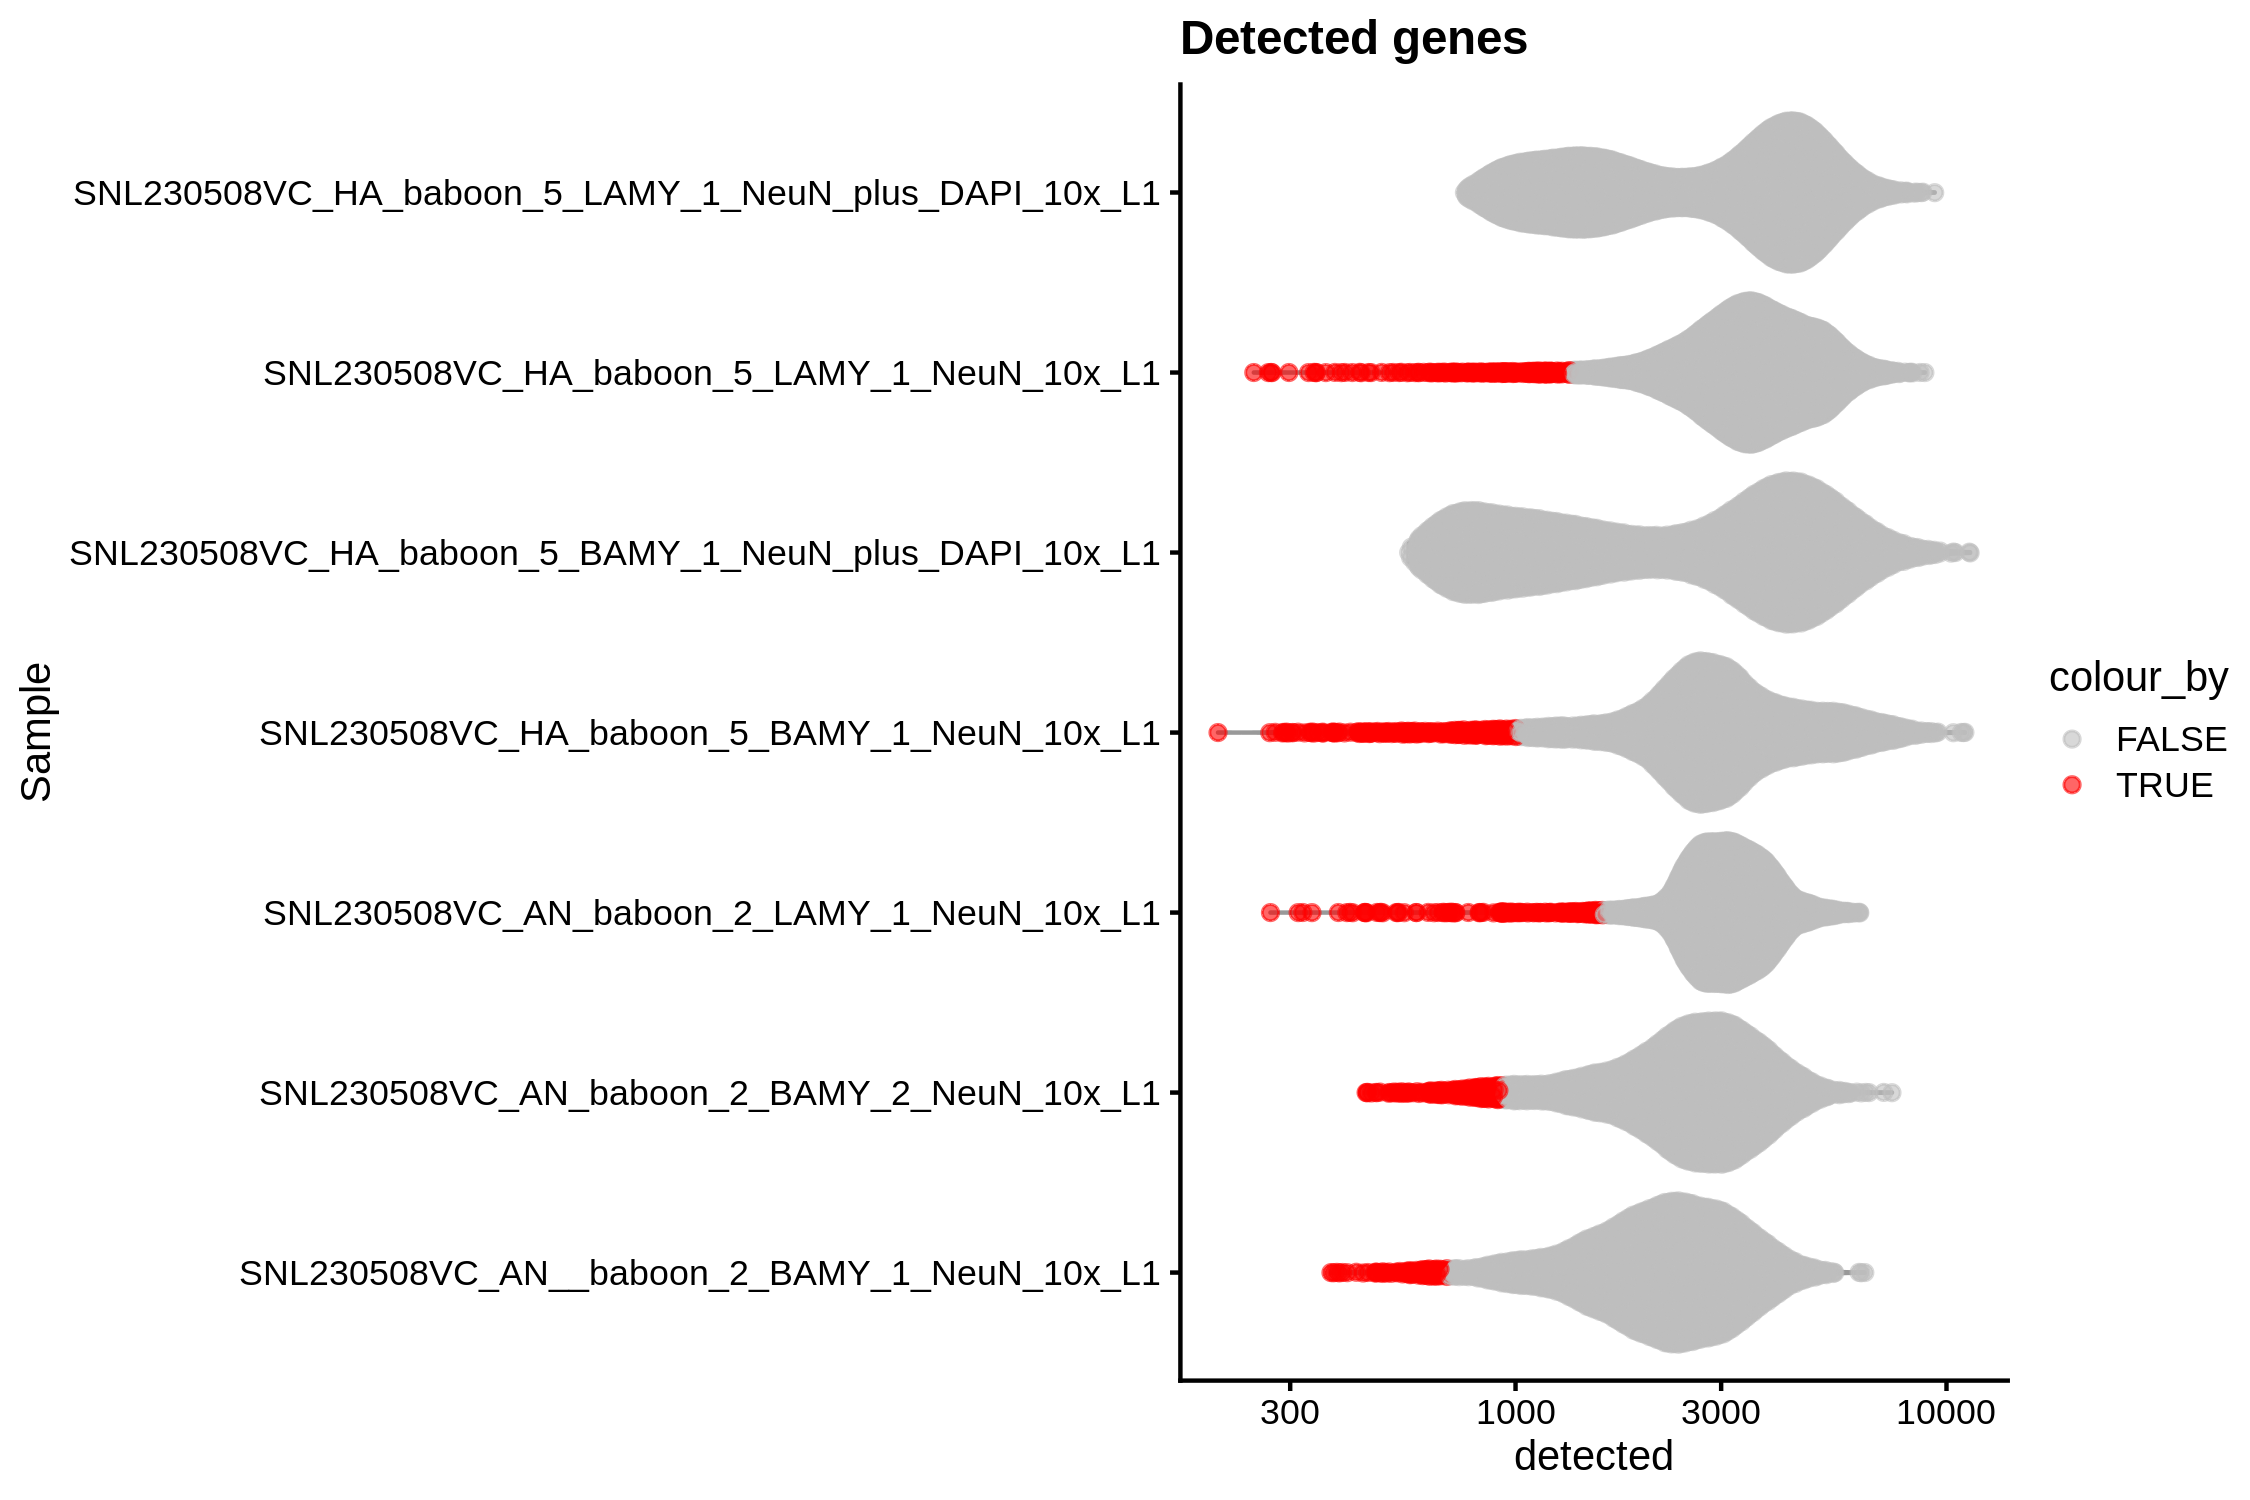 Detected genes
SNL230508VC_HA_baboon_5_LAMY_1_NeuN_plus_DAPI_10x_L1
SNL230508VC_HA_baboon_5_LAMY_1_NeuN_10x_L1
SNL230508VC_HA_baboon_5_BAMY_1_NeuN_plus_DAPI_10x_L1
SNL230508VC_HA_baboon_5_BAMY_1_NeuN_10x_L1
SNL230508VC_AN_baboon_2_LAMY_1_NeuN_10x_L1
SNL230508VC_AN_baboon_2_BAMY_2_NeuN_10x_L1
SNL230508VC_AN__baboon_2_BAMY_1_NeuN_10x_L1
Sample
300 1000 3000 10000
detected
colour_by
FALSE
TRUE